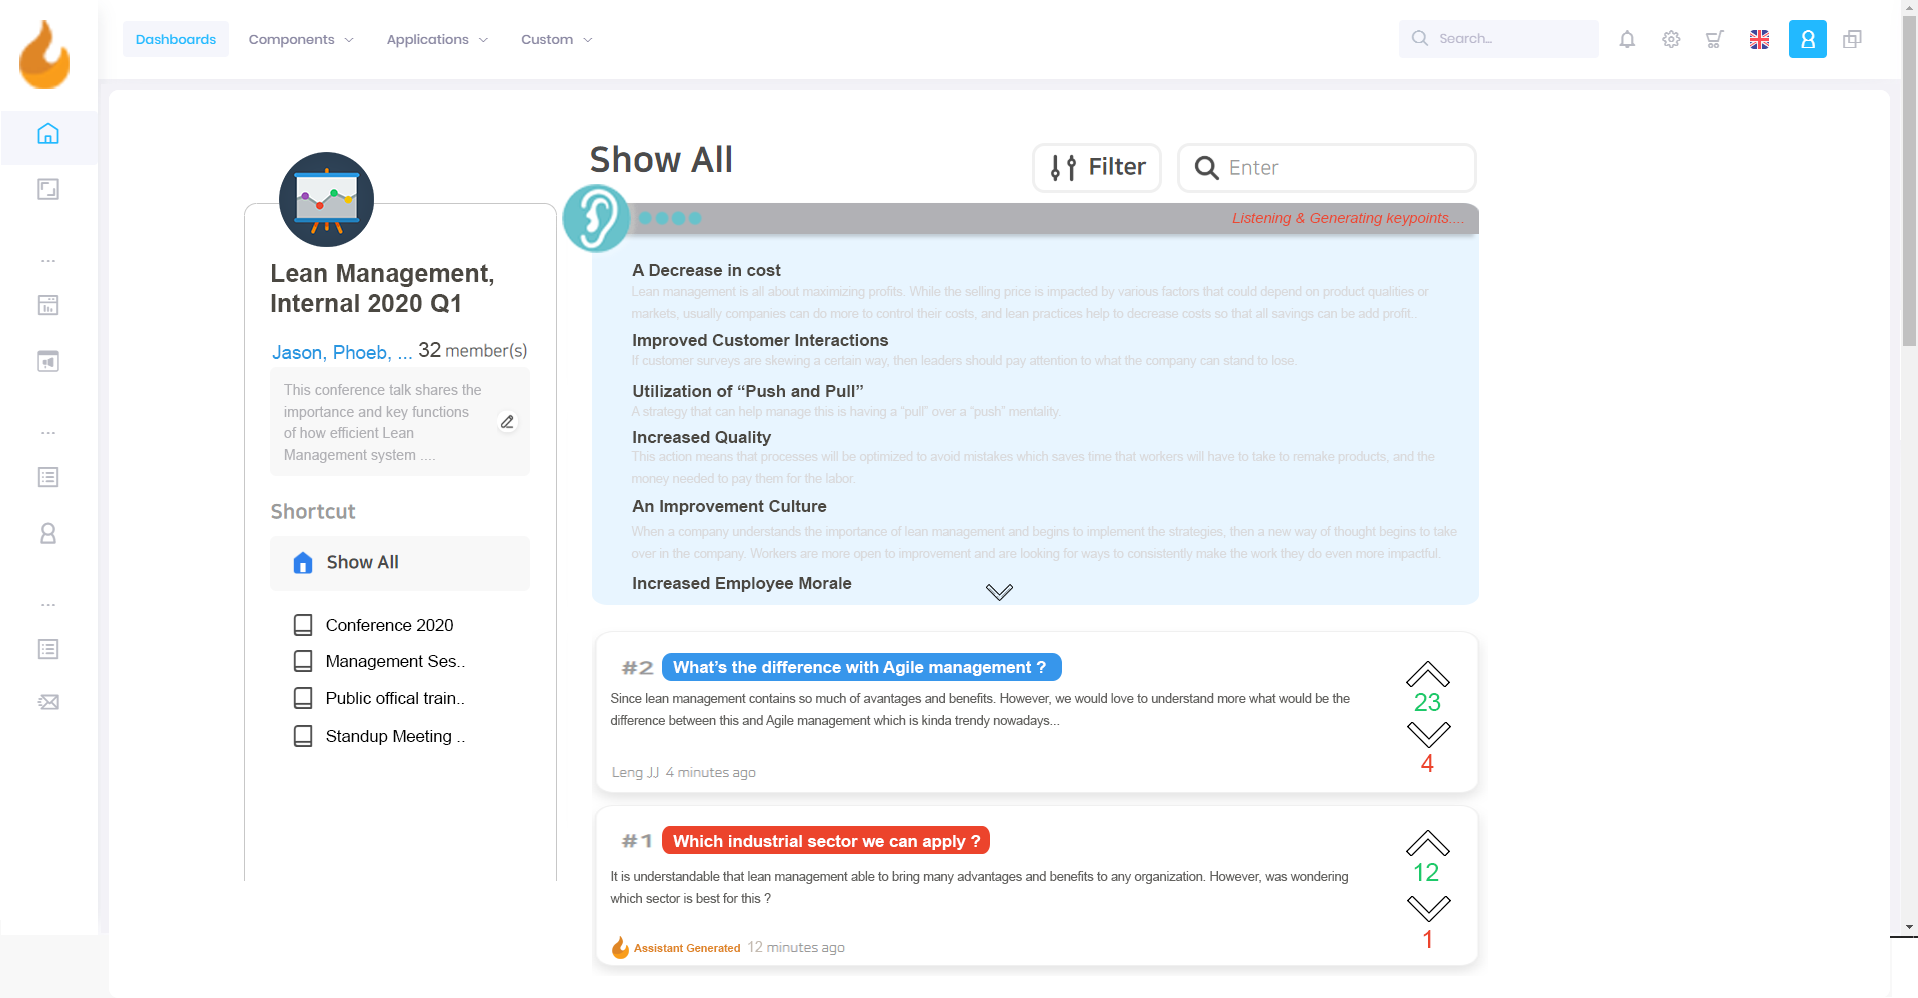 Dashboards Components Applications Custom
Search...
Show All
Filter
Enter
Listening & Generating keypoints....
Lean Management,
Internal 2020 Q1
Jason, Phoeb, ... 32 member(s)
This conference talk shares the
importance and key functions
of how efficient Lean
Management system ....
Shortcut
Show All
Conference 2020
Management Ses..
Public offical train..
Standup Meeting ..
A Decrease in cost
Lean management is all about maximizing profits. While the selling price is impacted by various factors that could depend on product qualities or
markets, usually companies can do more to control their costs, and lean practices help to decrease costs so that all savings can be add profit..
Improved Customer Interactions
If customer surveys are skewing a certain way, then leaders should pay attention to what the company can stand to lose.
Utilization of “Push and Pull”
A strategy that can help manage this is having a “pull” over a “push” mentality.
Increased Quality
This action means that processes will be optimized to avoid mistakes which saves time that workers will have to take to remake products, and the
money needed to pay them for the labor.
An Improvement Culture
When a company understands the importance of lean management and begins to implement the strategies, then a new way of thought begins to take
over in the company. Workers are more open to improvement and are looking for ways to consistently make the work they do even more impactful.
Increased Employee Morale
#2 What's the difference with Agile management ?
Since lean management contains so much of avantages and benefits. However, we would love to understand more what would be the
difference between this and Agile management which is kinda trendy nowadays...
Leng JJ 4 minutes ago
23
4
#1 Which industrial sector we can apply ?
It is understandable that lean management able to bring many advantages and benefits to any organization. However, was wondering
which sector is best for this ?
Assistant Generated 12 minutes ago
12
1